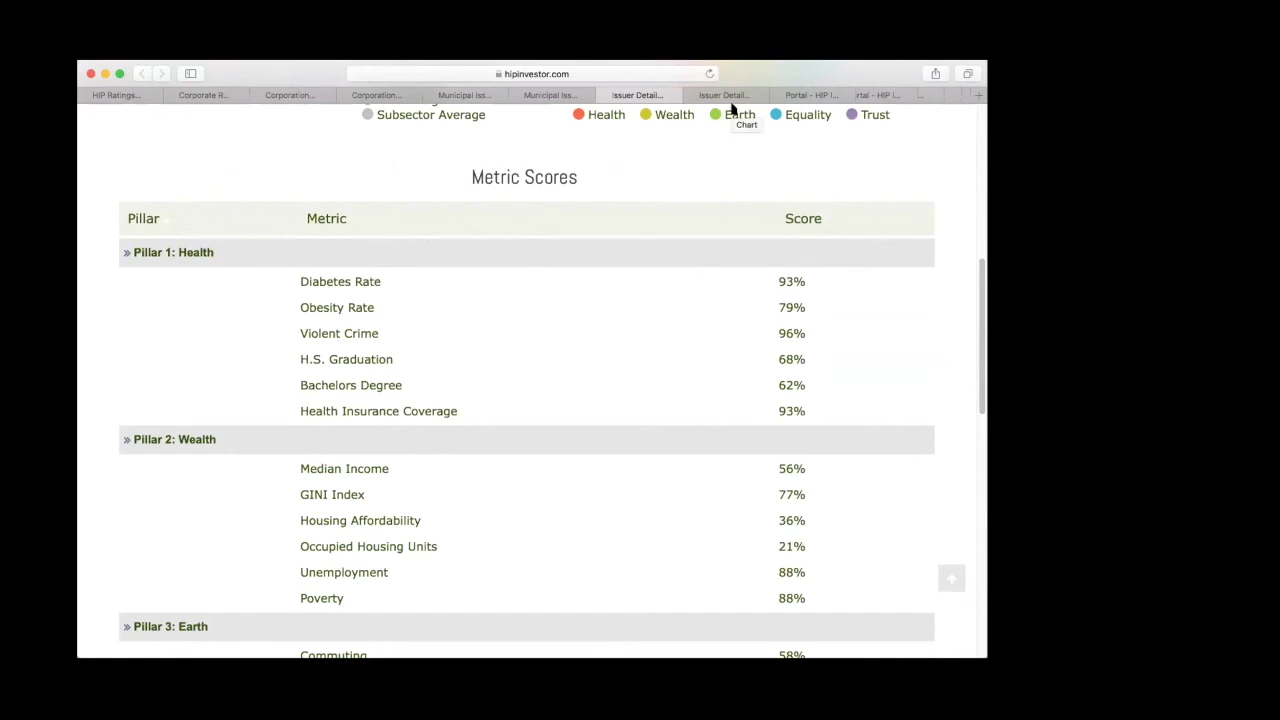 hipinvestor.com
HIP Ratings... Corporate R... Corporation... Corporation... Municipal Iss... Municipal Iss... Issuer Detail... Issuer Detail... Portal - HIP I... rtal - HIP I... ...
Subsector Average Health Wealth Earth Equality Trust
Chart
Metric Scores
Pillar Metric Score
» Pillar 1: Health
Diabetes Rate 93%
Obesity Rate 79%
Violent Crime 96%
H.S. Graduation 68%
Bachelors Degree 62%
Health Insurance Coverage 93%
» Pillar 2: Wealth
Median Income 56%
GINI Index 77%
Housing Affordability 36%
Occupied Housing Units 21%
Unemployment 88%
Poverty 88%
» Pillar 3: Earth
Commuting 58%